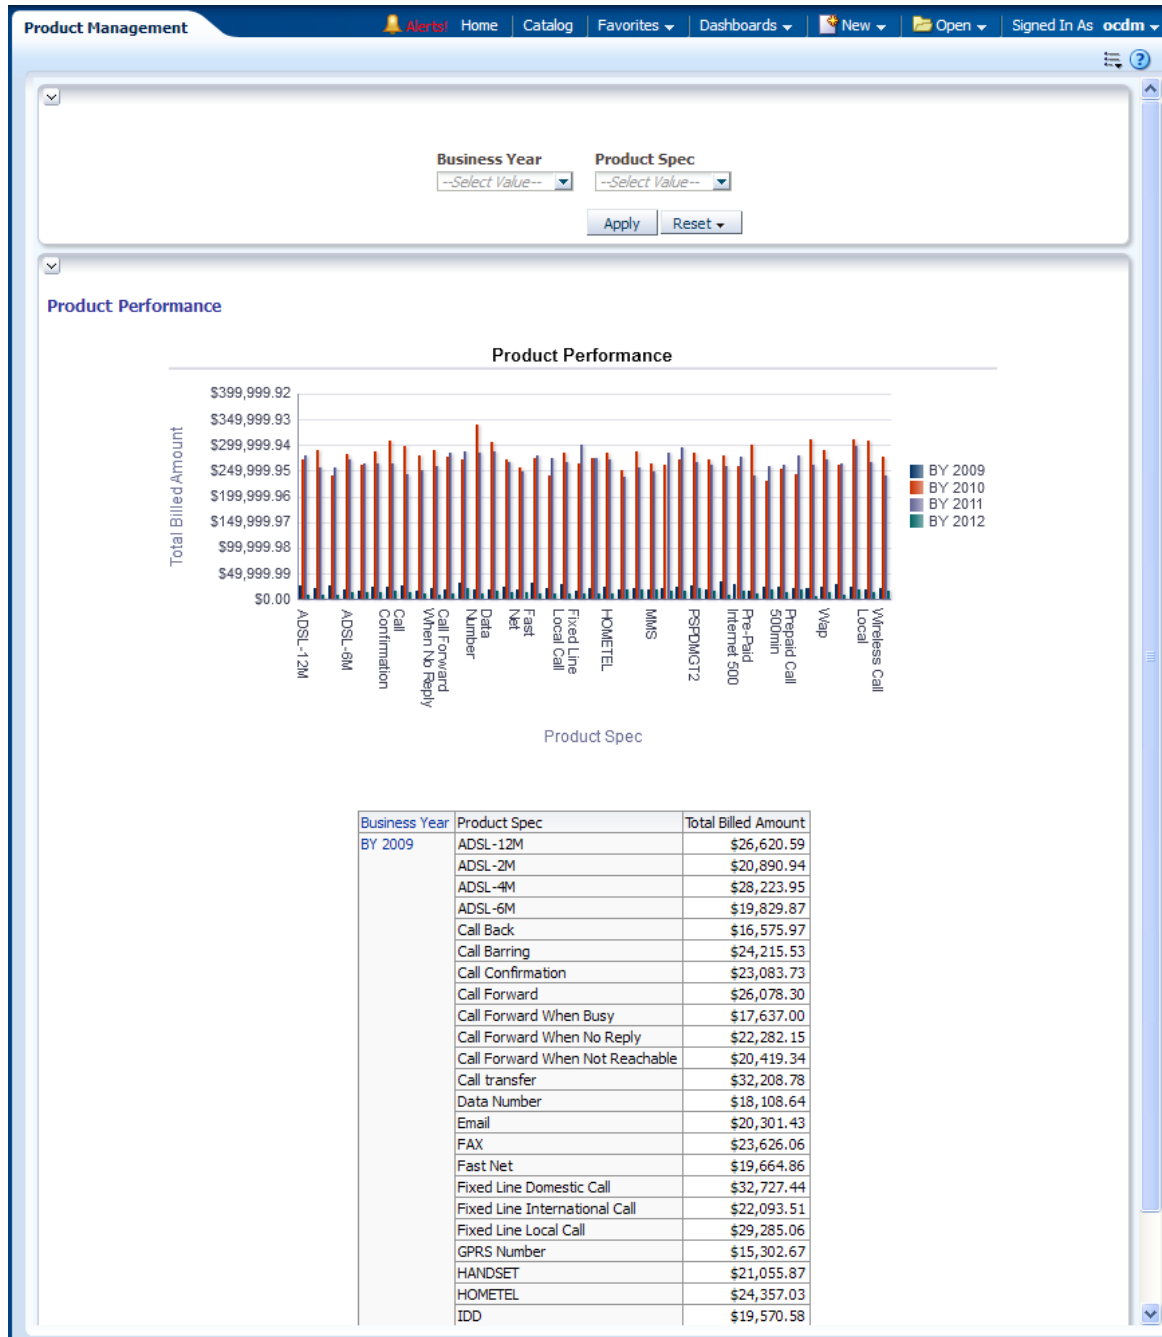 Product Management
Alerts! Home Catalog Favorites Dashboards New Open Signed In As ocdm
Business Year Product Spec
--Select Value-- --Select Value--
Apply Reset
Product Performance
Product Performance
Total Billed Amount
$399,999.92
$349,999.93
$299,999.94
$249,999.95
$199,999.96
$149,999.97
$99,999.98
$49,999.99
$0.00
BY 2009
BY 2010
BY 2011
BY 2012
ADSL-12M
ADSL-6M
Call
Confirmation
Call Forward
When No Reply
Data
Number
Fast
Net
Fixed Line
Local Call
HOMETEL
MMS
PSPDMGT2
Pre-Paid
Internet 500
Prepaid Call
500min
Wap
Wireless Call
Local
Product Spec
Business Year Product Spec Total Billed Amount
BY 2009 ADSL-12M $26,620.59
ADSL-2M $20,890.94
ADSL-4M $28,223.95
ADSL-6M $19,829.87
Call Back $16,575.97
Call Barring $24,215.53
Call Confirmation $23,083.73
Call Forward $26,078.30
Call Forward When Busy $17,637.00
Call Forward When No Reply $22,282.15
Call Forward When Not Reachable $20,419.34
Call transfer $32,208.78
Data Number $18,108.64
Email $20,301.43
FAX $23,626.06
Fast Net $19,664.86
Fixed Line Domestic Call $32,727.44
Fixed Line International Call $22,093.51
Fixed Line Local Call $29,285.06
GPRS Number $15,302.67
HANDSET $21,055.87
HOMETEL $24,357.03
IDD $19,570.58